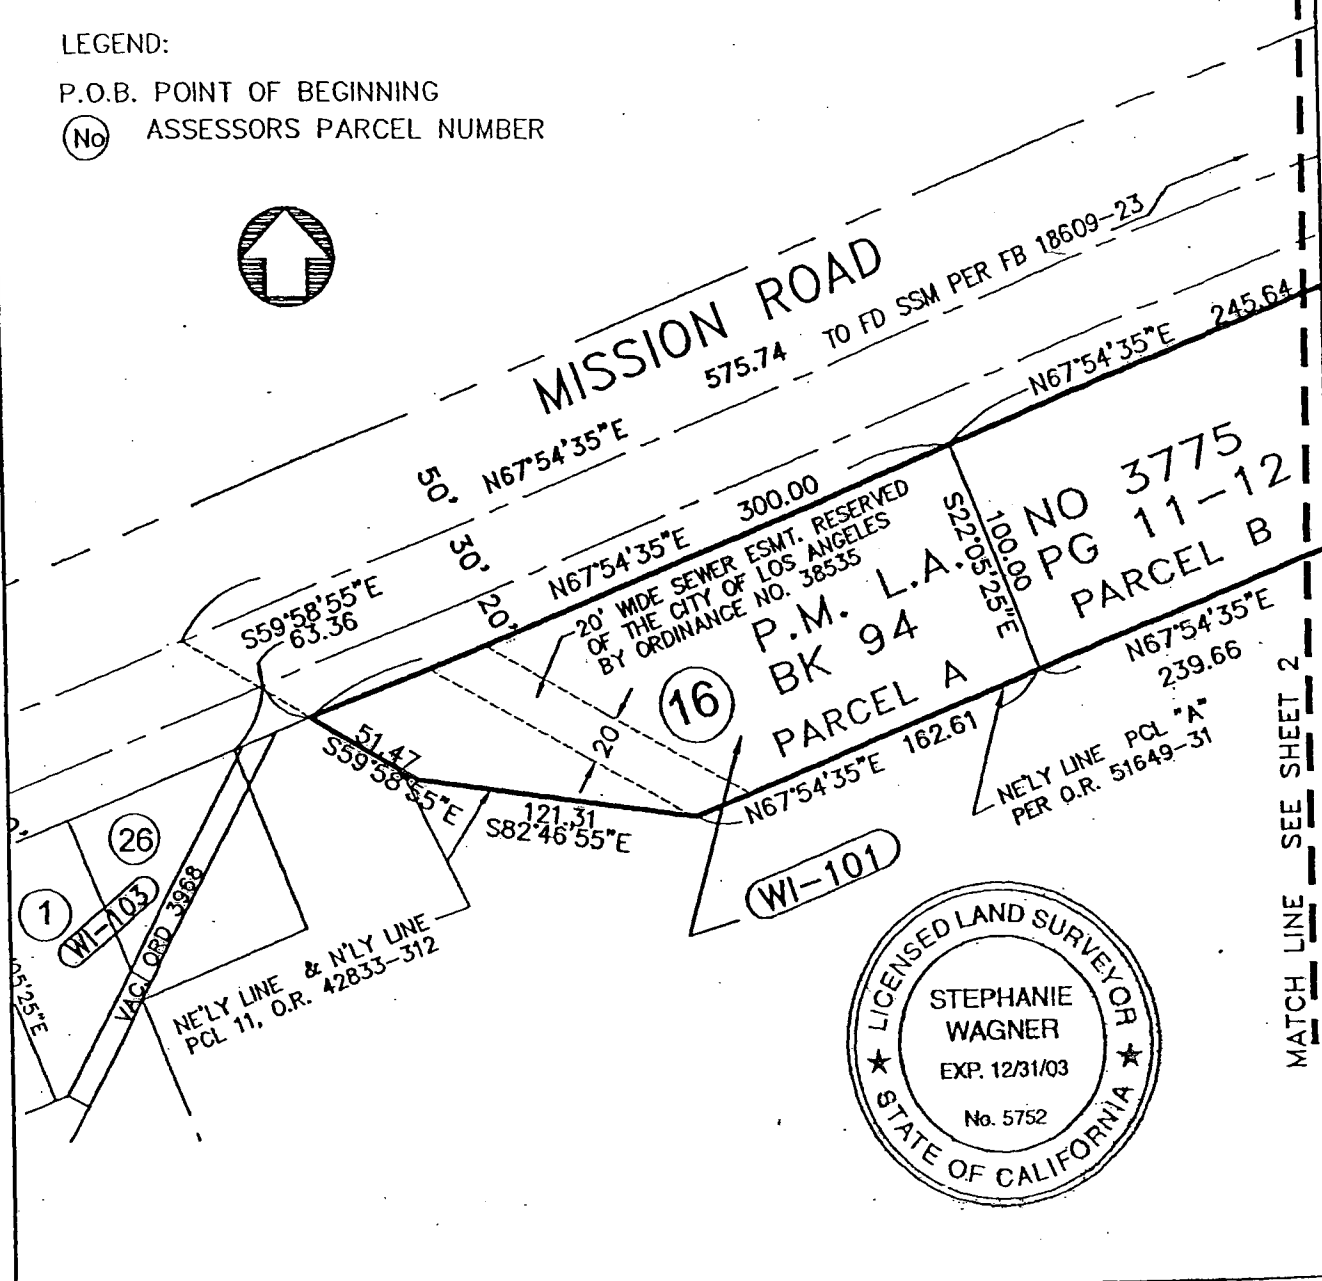 LEGEND:
P.O.B. POINT OF BEGINNING
No ASSESSORS PARCEL NUMBER
MISSION ROAD
N67°54'35"E 575.74 TO FD SSM PER FB 18609-23
N67°54'35"E 245.64
50'
30'
20'
N67°54'35"E 300.00
S59°58'55"E
63.36
20' WIDE SEWER ESMT. RESERVED
OF THE CITY OF LOS ANGELES
BY ORDINANCE NO. 38535
P.M. L.A. NO 3775
BK 94 PG 11-12
PARCEL A
PARCEL B
S22°05'25"E
100.00
16
20
51.47
S59°58'55"E
121.31
S82°46'55"E
N67°54'35"E 162.61
N67°54'35"E
239.66
NE'LY LINE PCL "A"
PER O.R. 51649-31
WI-101
26
1
WI-103
VAC. ORD 3968
05'25"E
NE'LY LINE & N'LY LINE
PCL 11, O.R. 42833-312
LICENSED LAND SURVEYOR
STEPHANIE
WAGNER
EXP. 12/31/03
No. 5752
STATE OF CALIFORNIA
MATCH LINE SEE SHEET 2